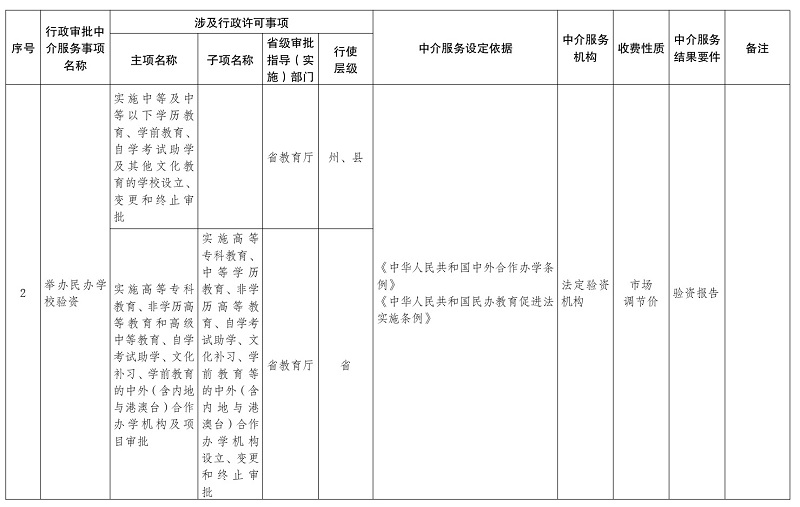 序号
行政审批中
介服务事项
名称
涉及行政许可事项
主项名称
子项名称
省级审批
指导（实
施）部门
行使
层级
中介服务设定依据
中介服务
机构
收费性质
中介服务
结果要件
备注
2
举办民办学
校验资
实施中等及中
等以下学历教
育、学前教育、
自学考试助学
及其他文化教
育的学校设立、
变更和终止审
批
省教育厅
州、县
实施高等专科
教育、非学历高
等教育和高级
中等教育、自学
考试助学、文化
补习、学前教育
的中外（含内地
与港澳台）合作
办学机构及项
目审批
实施高等
专科教育、
中等学历
教育、非学
历高等教
育、自学考
试助学、文
化补习、学
前教育等
的中外（含
内地与港
澳台）合作
办学机构
设立、变更
和终止审
批
省教育厅
省
《中华人民共和国中外合作办学条
例》
《中华人民共和国民办教育促进法
实施条例》
法定验资
机构
市场
调节价
验资报告